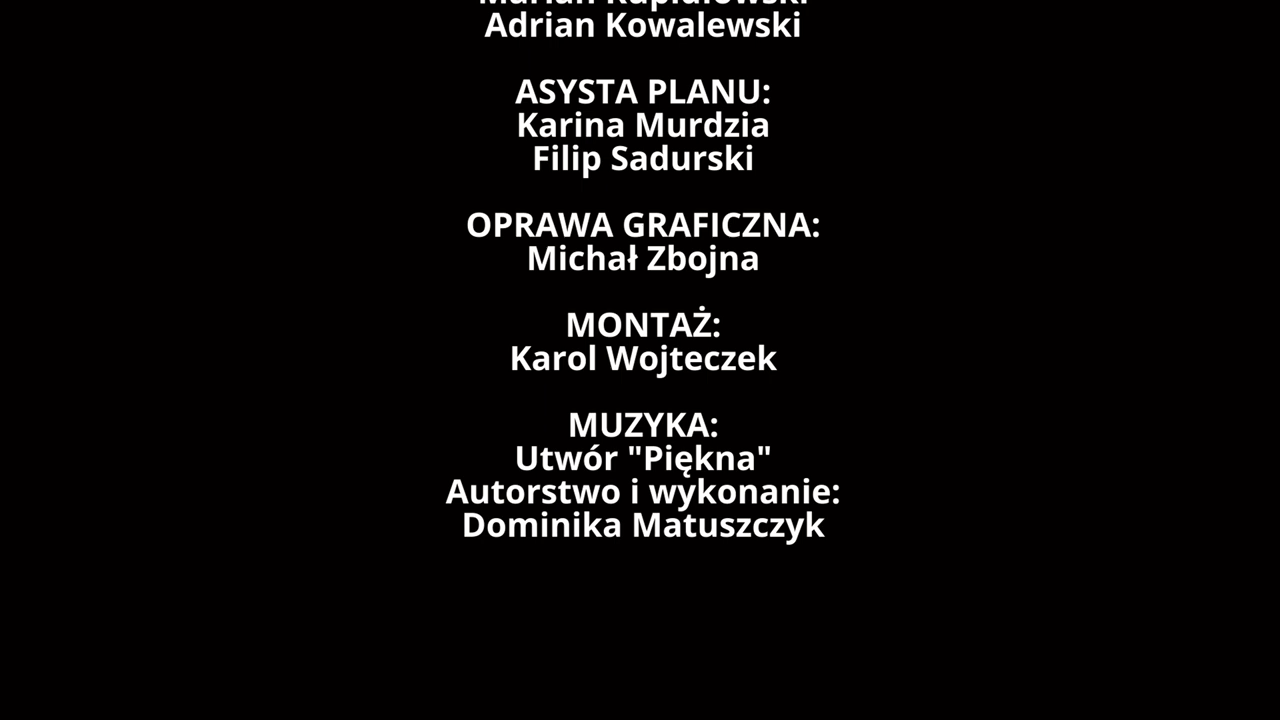 Adrian Kowalewski
ASYSTA PLANU:
Karina Murdzia
Filip Sadurski
OPRAWA GRAFICZNA:
Michał Zbojna
MONTAŻ:
Karol Wojteczek
MUZYKA:
Utwór "Piękna"
Autorstwo i wykonanie:
Dominika Matuszczyk